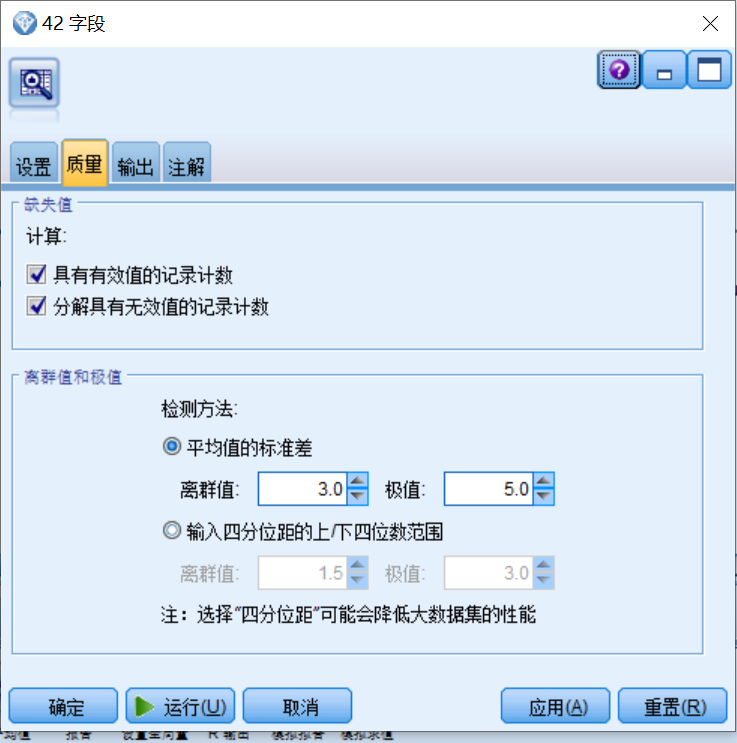 42 字段
设置 质量 输出 注解
缺失值
计算:
具有有效值的记录计数
分解具有无效值的记录计数
离群值和极值
检测方法:
平均值的标准差
离群值: 3.0 极值: 5.0
输入四分位距的上/下四位数范围
离群值: 1.5 极值: 3.0
注：选择“四分位距”可能会降低大数据集的性能
确定 运行(U) 取消 应用(A) 重置(R)